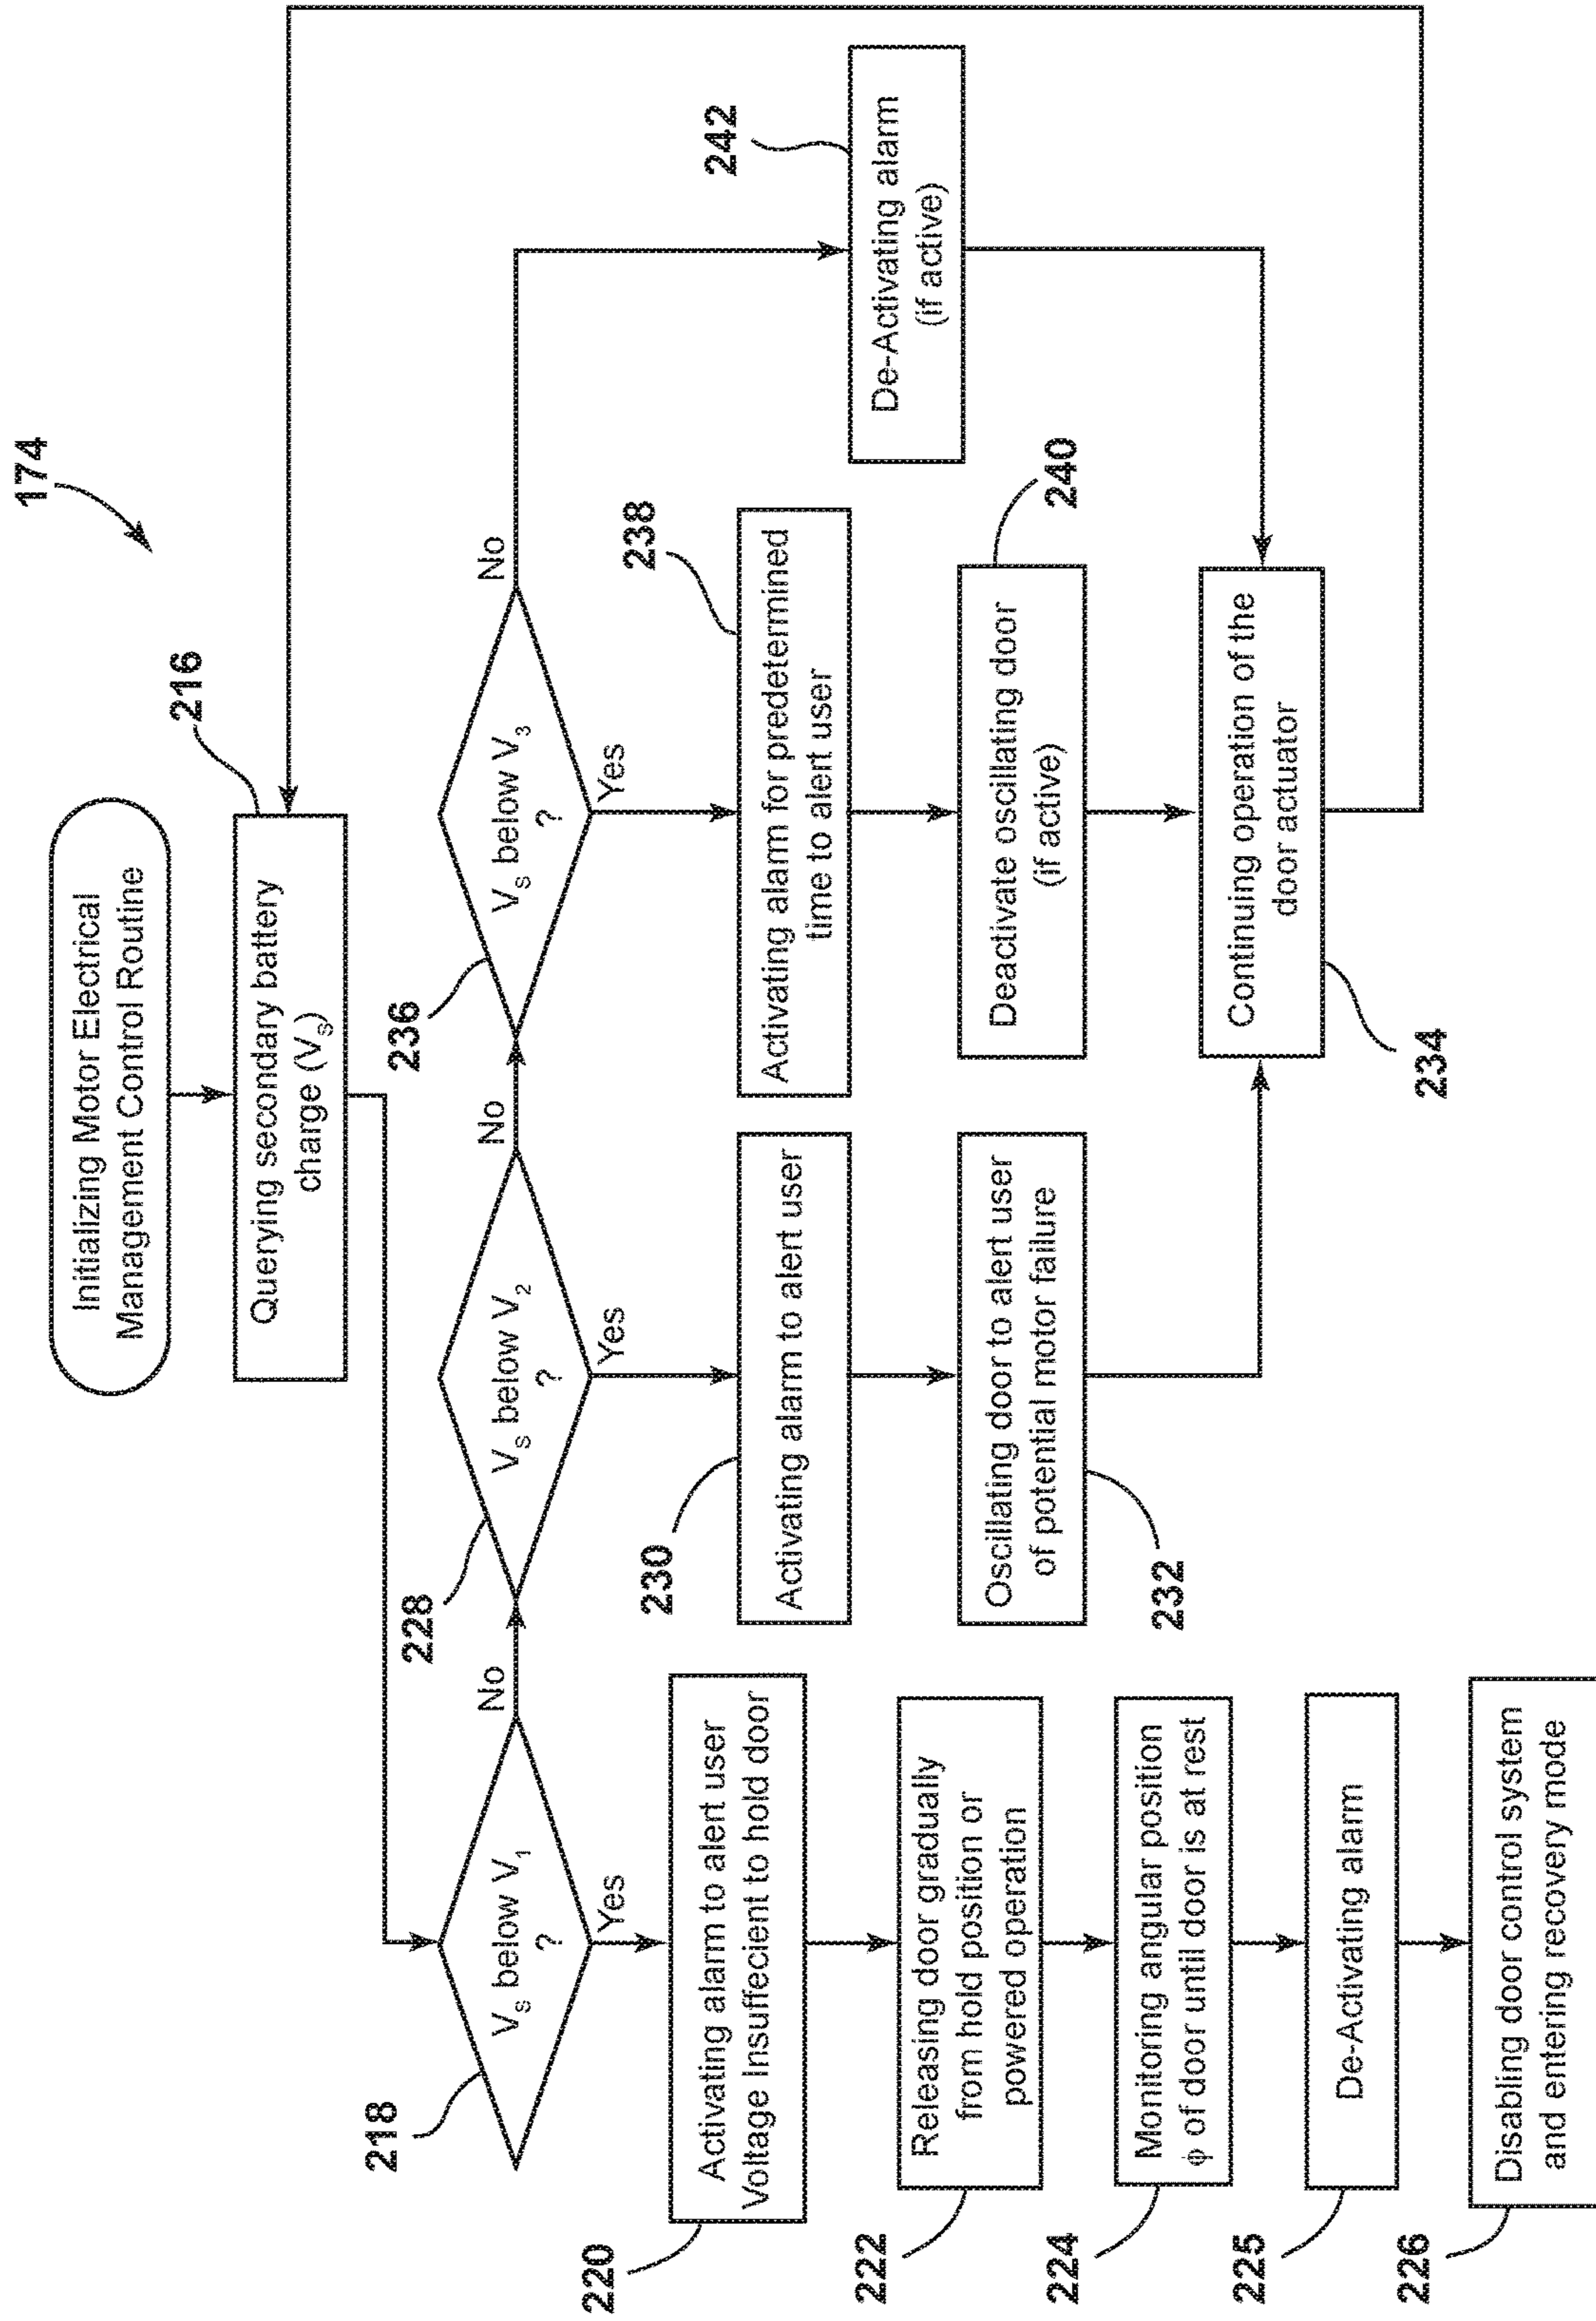 174
Initializing Motor Electrical
Management Control Routine
216
Querying secondary battery
charge (Vs)
218
Vs below V1
?
No
Yes
228
Vs below V2
?
No
Yes
236
Vs below V3
?
No
Yes
220
Activating alarm to alert user
Voltage Insuffecient to hold door
222
Releasing door gradually
from hold position or
powered operation
224
Monitoring angular position
ϕ of door until door is at rest
225
De-Activating alarm
226
Disabling door control system
and entering recovery mode
230
Activating alarm to alert user
232
Oscillating door to alert user
of potential motor failure
238
Activating alarm for predetermined
time to alert user
240
Deactivate oscillating door
(if active)
242
De-Activating alarm
(if active)
234
Continuing operation of the
door actuator